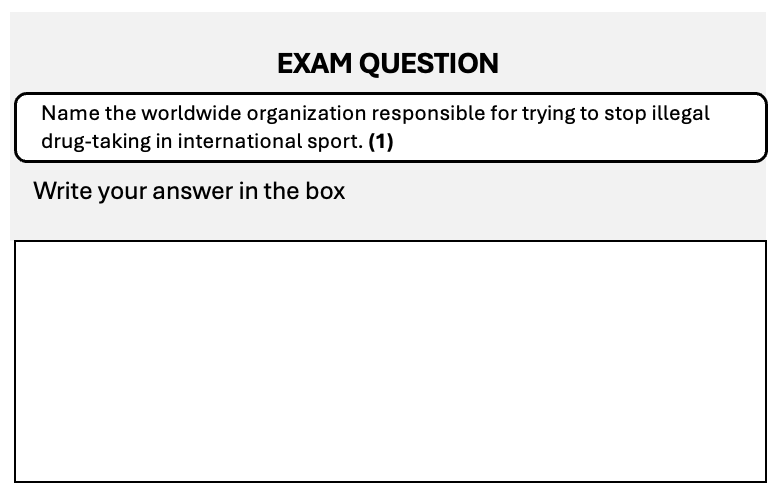 EXAM QUESTION
Name the worldwide organization responsible for trying to stop illegal
drug-taking in international sport. (1)
Write your answer in the box